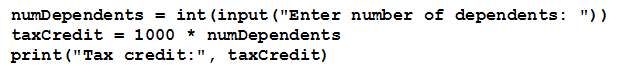 numDependents = int(input("Enter number of dependents: "))
taxCredit = 1000 * numDependents
print("Tax credit:", taxCredit)